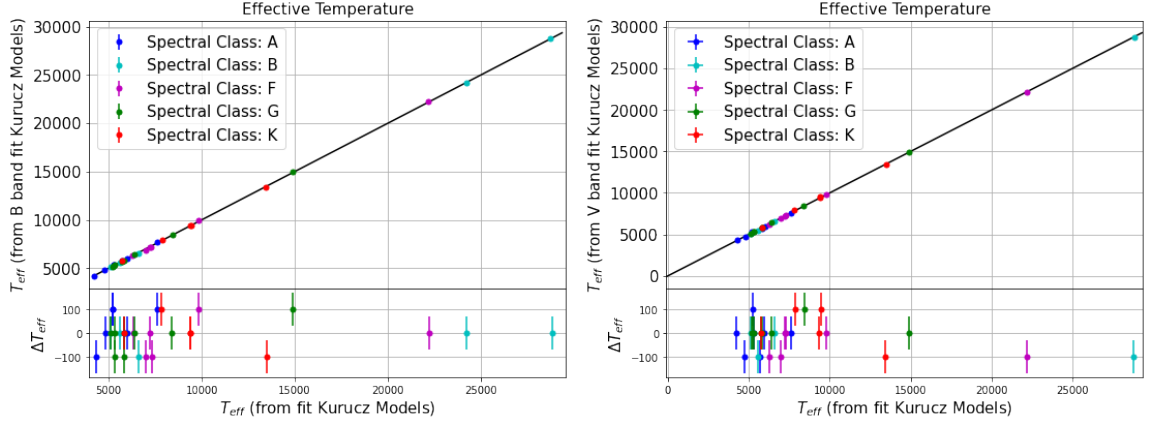 Effective Temperature
30000
25000
20000
15000
10000
5000
T_eff (from B band fit Kurucz Models)
Spectral Class: A
Spectral Class: B
Spectral Class: F
Spectral Class: G
Spectral Class: K
100
0
−100
ΔT_eff
5000 10000 15000 20000 25000
T_eff (from fit Kurucz Models)
Effective Temperature
30000
25000
20000
15000
10000
5000
0
T_eff (from V band fit Kurucz Models)
Spectral Class: A
Spectral Class: B
Spectral Class: F
Spectral Class: G
Spectral Class: K
100
0
−100
ΔT_eff
0 5000 10000 15000 20000 25000
T_eff (from fit Kurucz Models)